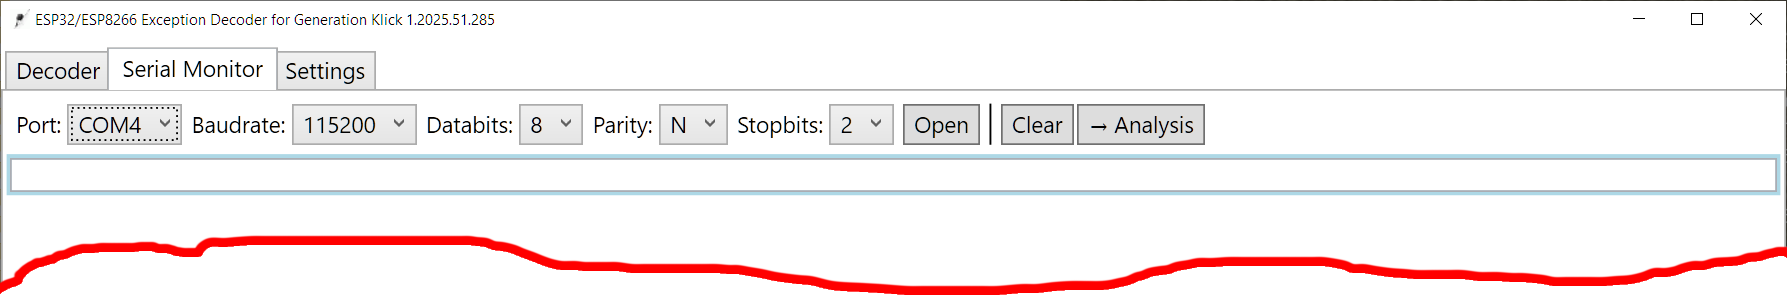 ESP32/ESP8266 Exception Decoder for Generation Klick 1.2025.51.285
Decoder Serial Monitor Settings
Port: COM4 Baudrate: 115200 Databits: 8 Parity: N Stopbits: 2 Open Clear → Analysis